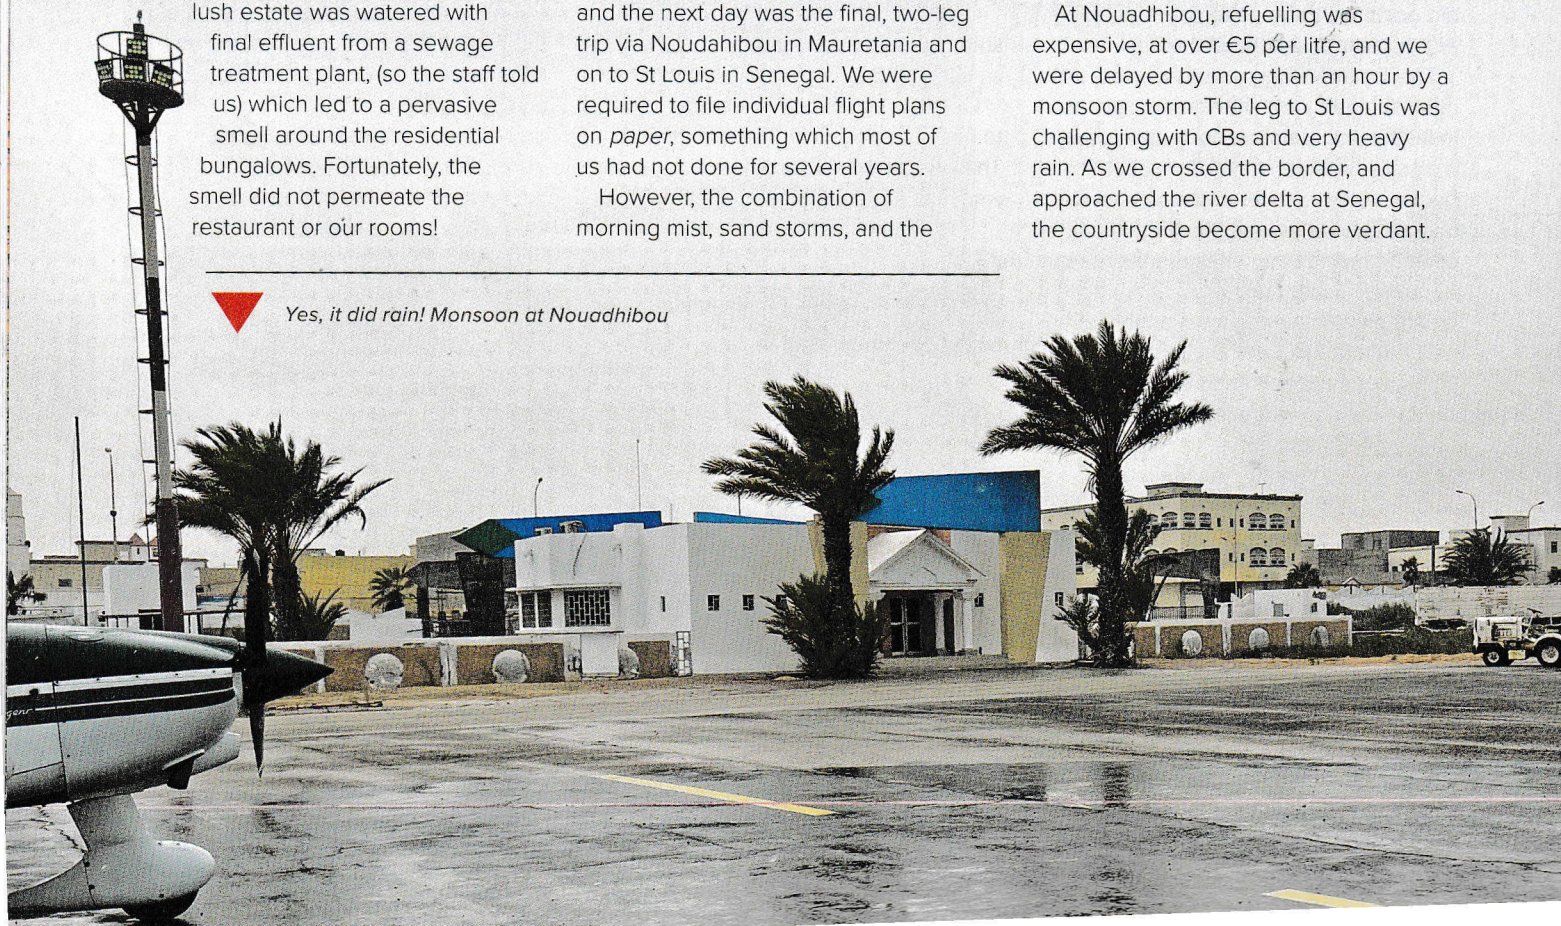 lush estate was watered with
final effluent from a sewage
treatment plant, (so the staff told
us) which led to a pervasive
smell around the residential
bungalows. Fortunately, the
smell did not permeate the
restaurant or our rooms!
and the next day was the final, two-leg
trip via Noudahibou in Mauretania and
on to St Louis in Senegal. We were
required to file individual flight plans
on paper, something which most of
us had not done for several years.
However, the combination of
morning mist, sand storms, and the
At Nouadhibou, refuelling was
expensive, at over €5 per litre, and we
were delayed by more than an hour by a
monsoon storm. The leg to St Louis was
challenging with CBs and very heavy
rain. As we crossed the border, and
approached the river delta at Senegal,
the countryside become more verdant.
Yes, it did rain! Monsoon at Nouadhibou